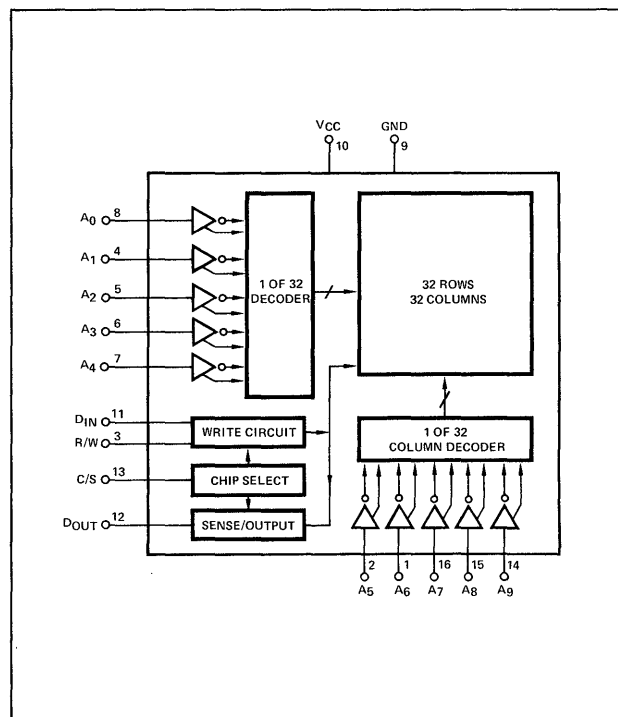 VCC GND
10 9
A0 8
A1 4
A2 5
A3 6
A4 7
1 OF 32
DECODER
32 ROWS
32 COLUMNS
DIN 11
R/W 3
C/S 13
DOUT 12
WRITE CIRCUIT
CHIP SELECT
SENSE/OUTPUT
1 OF 32
COLUMN DECODER
2 1 16 15 14
A5 A6 A7 A8 A9